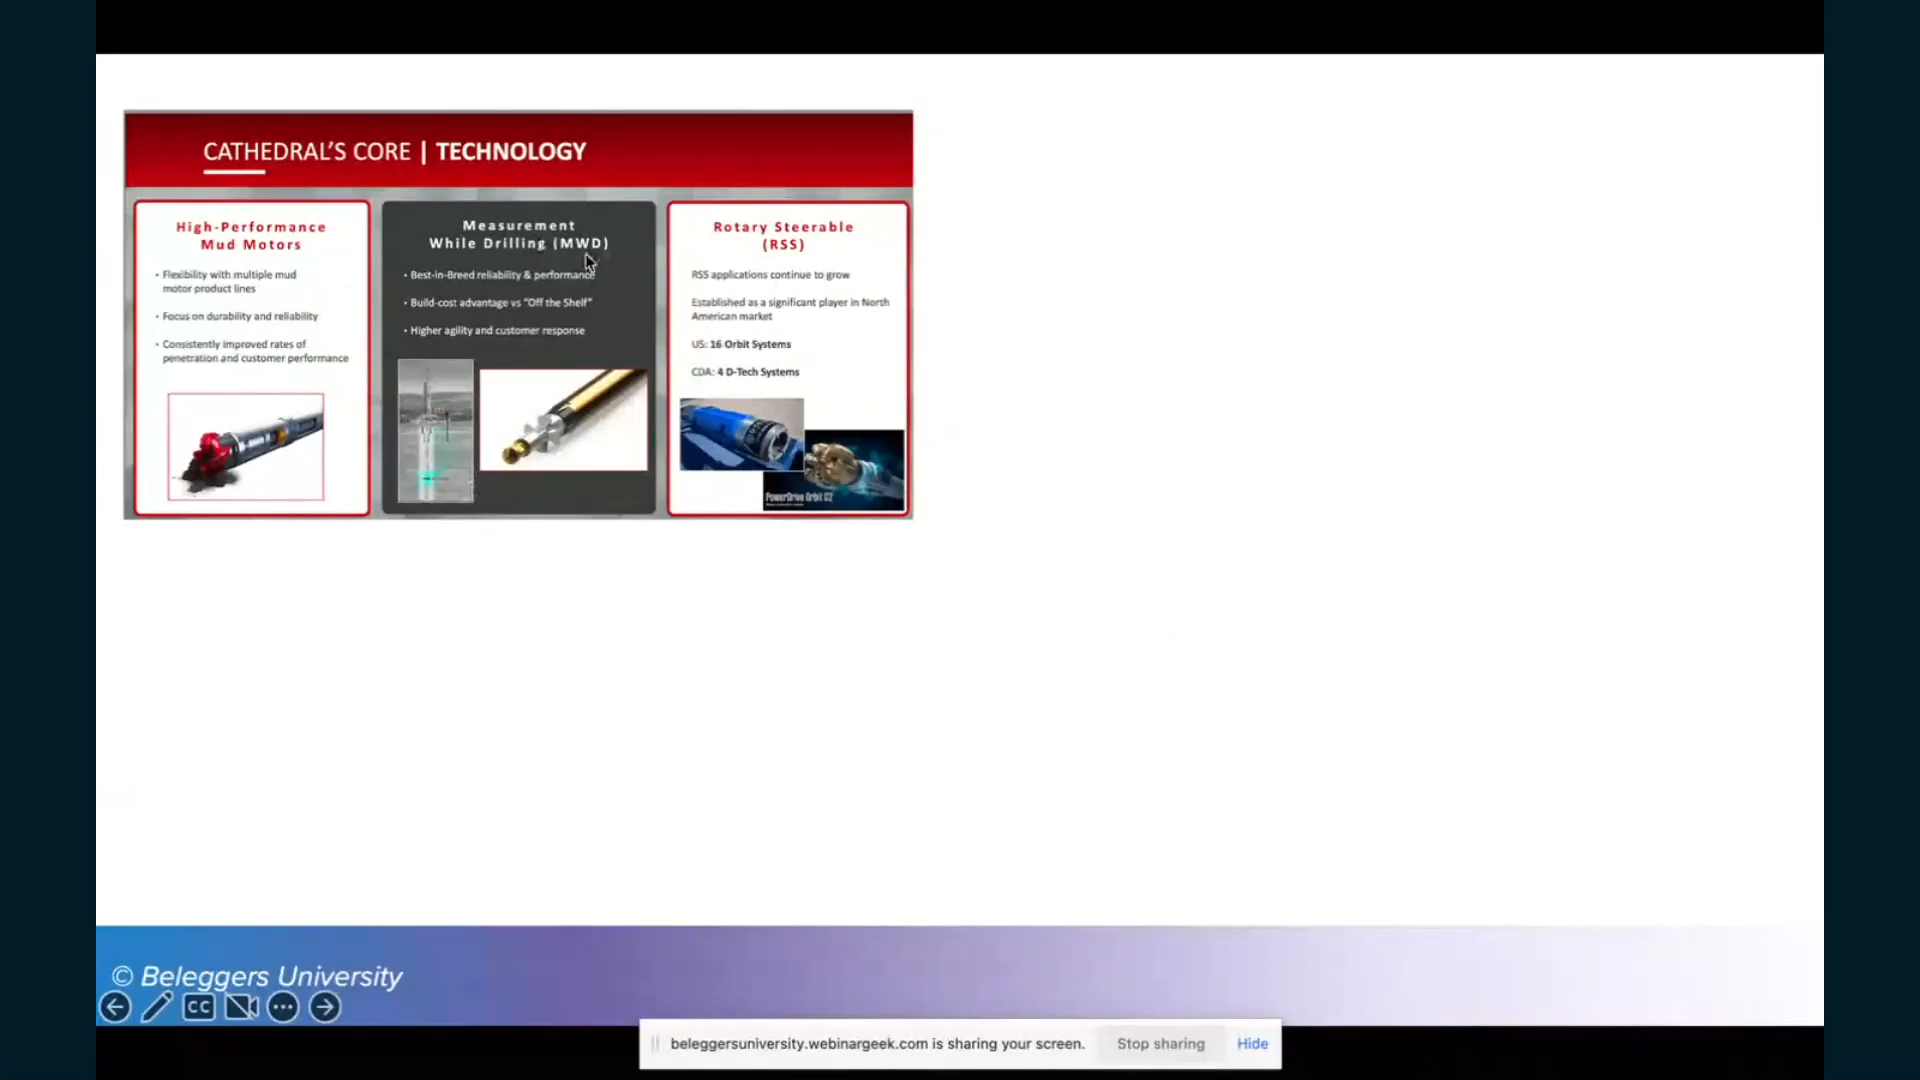 CATHEDRAL'S CORE | TECHNOLOGY
High-Performance
Mud Motors
• Flexibility with multiple mud
motor product lines
• Focus on durability and reliability
• Consistently improved rates of
penetration and customer performance
Measurement
While Drilling (MWD)
• Best-in-Breed reliability & performance
• Build-cost advantage vs "Off the Shelf"
• Higher agility and customer response
Rotary Steerable
(RSS)
RSS applications continue to grow
Established as a significant player in North
American market
US: 16 Orbit Systems
CDA: 4 D-Tech Systems
PowerDrive Orbit G2
© Beleggers University
CC
beleggersuniversity.webinargeek.com is sharing your screen.
Stop sharing
Hide